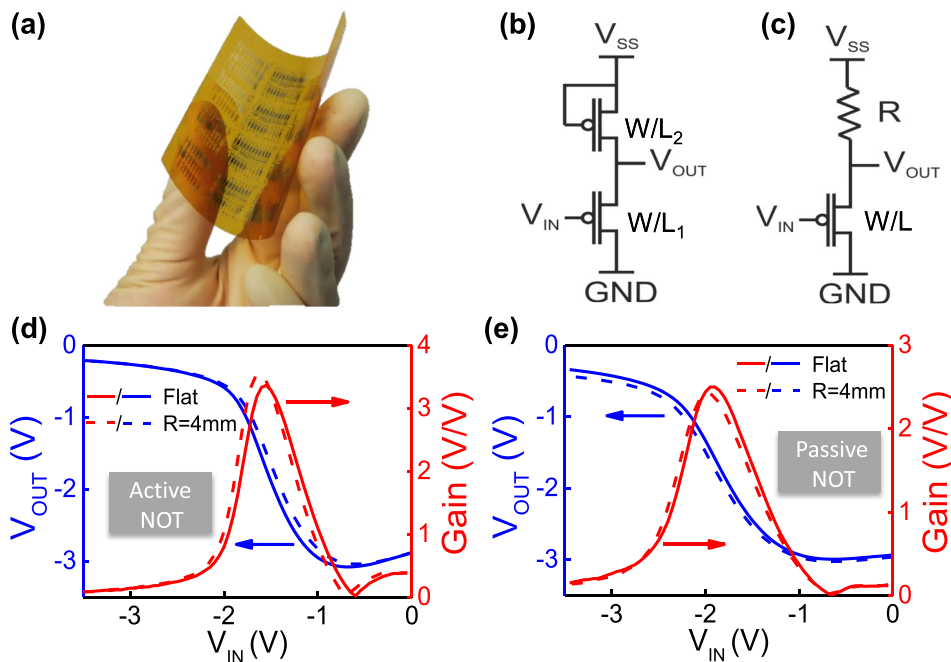 (a)
(b)
V_SS
W/L_2
V_OUT
V_IN
W/L_1
GND
(c)
V_SS
R
V_OUT
V_IN
W/L
GND
(d)
0
-1
-2
-3
V_OUT (V)
Flat
R=4mm
Active
NOT
4
3
2
1
0
Gain (V/V)
-3
-2
-1
0
V_IN (V)
(e)
0
-1
-2
-3
V_OUT (V)
Flat
R=4mm
Passive
NOT
3
2
1
0
Gain (V/V)
-3
-2
-1
0
V_IN (V)